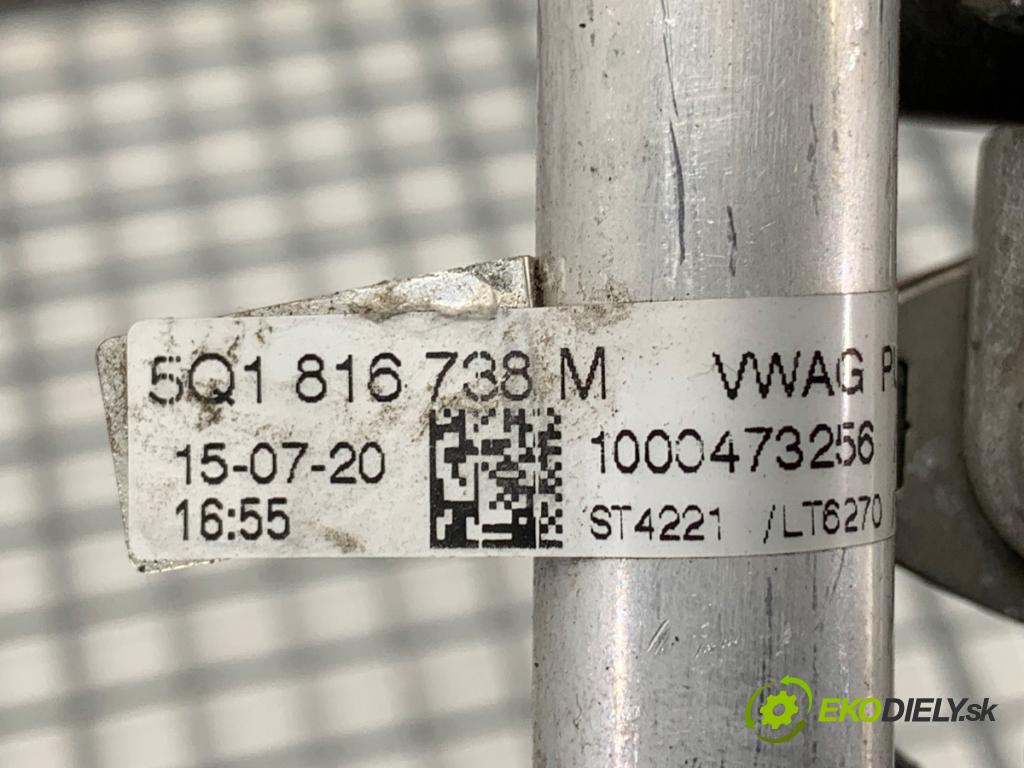 5Q1 816 738 M VWAG
15-07-20 1000473256
16:55 ST4221 /LT6270
EKODIELY.sk